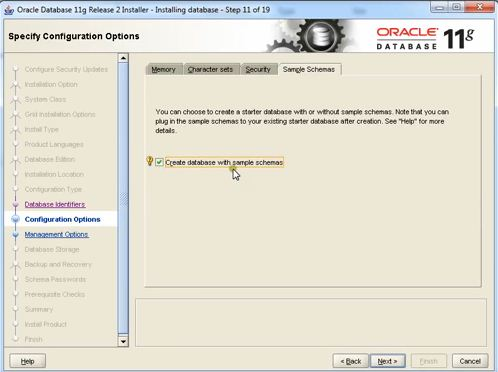 Oracle Database 11g Release 2 Installer - Installing database - Step 11 of 19
Specify Configuration Options
ORACLE
DATABASE 11g
Configure Security Updates
Installation Option
System Class
Grid Installation Options
Install Type
Product Languages
Database Edition
Installation Location
Configuration Type
Database Identifiers
Configuration Options
Management Options
Database Storage
Backup and Recovery
Schema Passwords
Prerequisite Checks
Summary
Install Product
Finish
Memory Character sets Security Sample Schemas
You can choose to create a starter database with or without sample schemas. Note that you can
plug in the sample schemas to your existing starter database after creation. See "Help" for more
details.
Create database with sample schemas
Help < Back Next > Finish Cancel